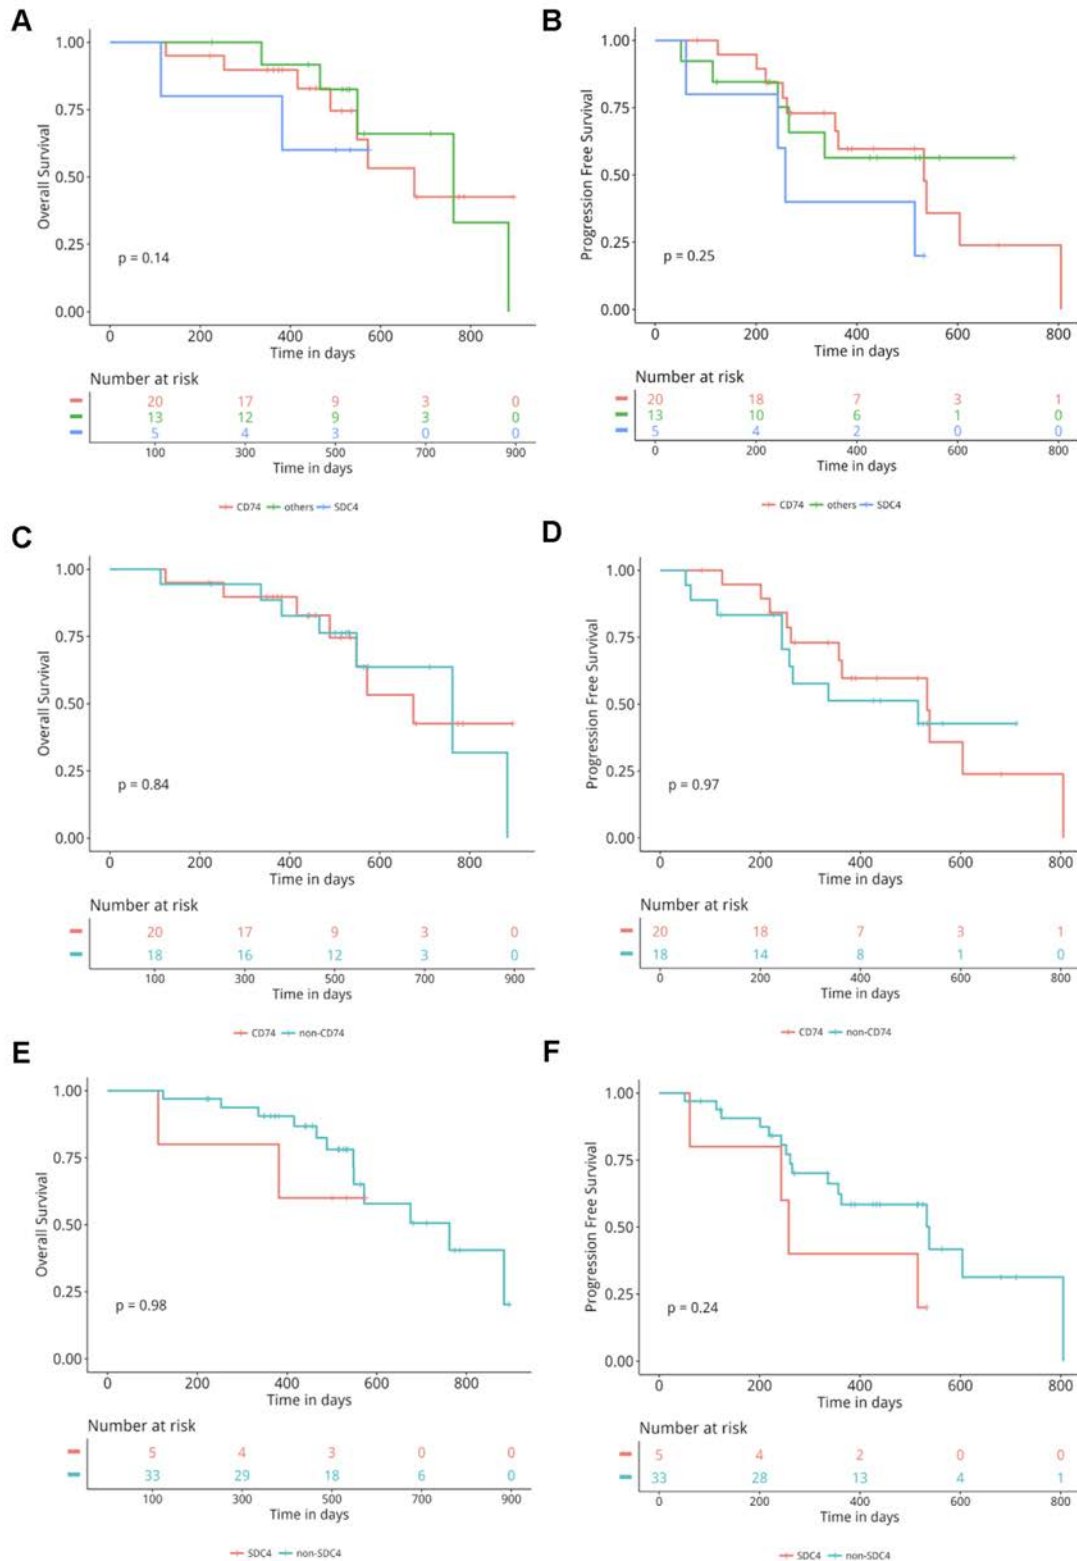 A
1.00
0.75
0.50
0.25
0.00
Overall Survival
p = 0.14
0 200 400 600 800
Time in days
Number at risk
20 17 9 3 0
13 12 9 3 0
5 4 3 0 0
100 300 500 700 900
Time in days
CD74 others SDC4
B
1.00
0.75
0.50
0.25
0.00
Progression Free Survival
p = 0.25
0 200 400 600 800
Time in days
Number at risk
20 18 7 3 1
13 10 6 1 0
5 4 2 0 0
0 200 400 600 800
Time in days
CD74 others SDC4
C
1.00
0.75
0.50
0.25
0.00
Overall Survival
p = 0.84
0 200 400 600 800
Time in days
Number at risk
20 17 9 3 0
18 16 12 3 0
100 300 500 700 900
Time in days
CD74 non-CD74
D
1.00
0.75
0.50
0.25
0.00
Progression Free Survival
p = 0.97
0 200 400 600 800
Time in days
Number at risk
20 18 7 3 1
18 14 8 1 0
0 200 400 600 800
Time in days
CD74 non-CD74
E
1.00
0.75
0.50
0.25
0.00
Overall Survival
p = 0.98
0 200 400 600 800
Time in days
Number at risk
5 4 3 0 0
33 29 18 6 0
100 300 500 700 900
Time in days
SDC4 non-SDC4
F
1.00
0.75
0.50
0.25
0.00
Progression Free Survival
p = 0.24
0 200 400 600 800
Time in days
Number at risk
5 4 2 0 0
33 28 13 4 1
0 200 400 600 800
Time in days
SDC4 non-SDC4